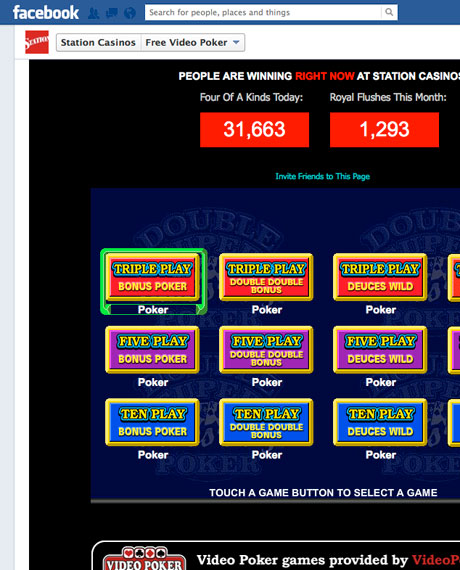 facebook
Search for people, places and things
STATION
Station Casinos
Free Video Poker
PEOPLE ARE WINNING RIGHT NOW AT STATION CASINOS
Four Of A Kinds Today:
Royal Flushes This Month:
31,663
1,293
Invite Friends to This Page
DOUBLE
SUPER
POKER
TRIPLE PLAY
BONUS POKER
Poker
TRIPLE PLAY
DOUBLE DOUBLE
BONUS
Poker
TRIPLE PLAY
DEUCES WILD
Poker
FIVE PLAY
BONUS POKER
Poker
FIVE PLAY
DOUBLE DOUBLE
BONUS
Poker
FIVE PLAY
DEUCES WILD
Poker
TEN PLAY
BONUS POKER
Poker
TEN PLAY
DOUBLE DOUBLE
BONUS
Poker
TEN PLAY
DEUCES WILD
Poker
TOUCH A GAME BUTTON TO SELECT A GAME
VIDEO POKER
Video Poker games provided by VideoP